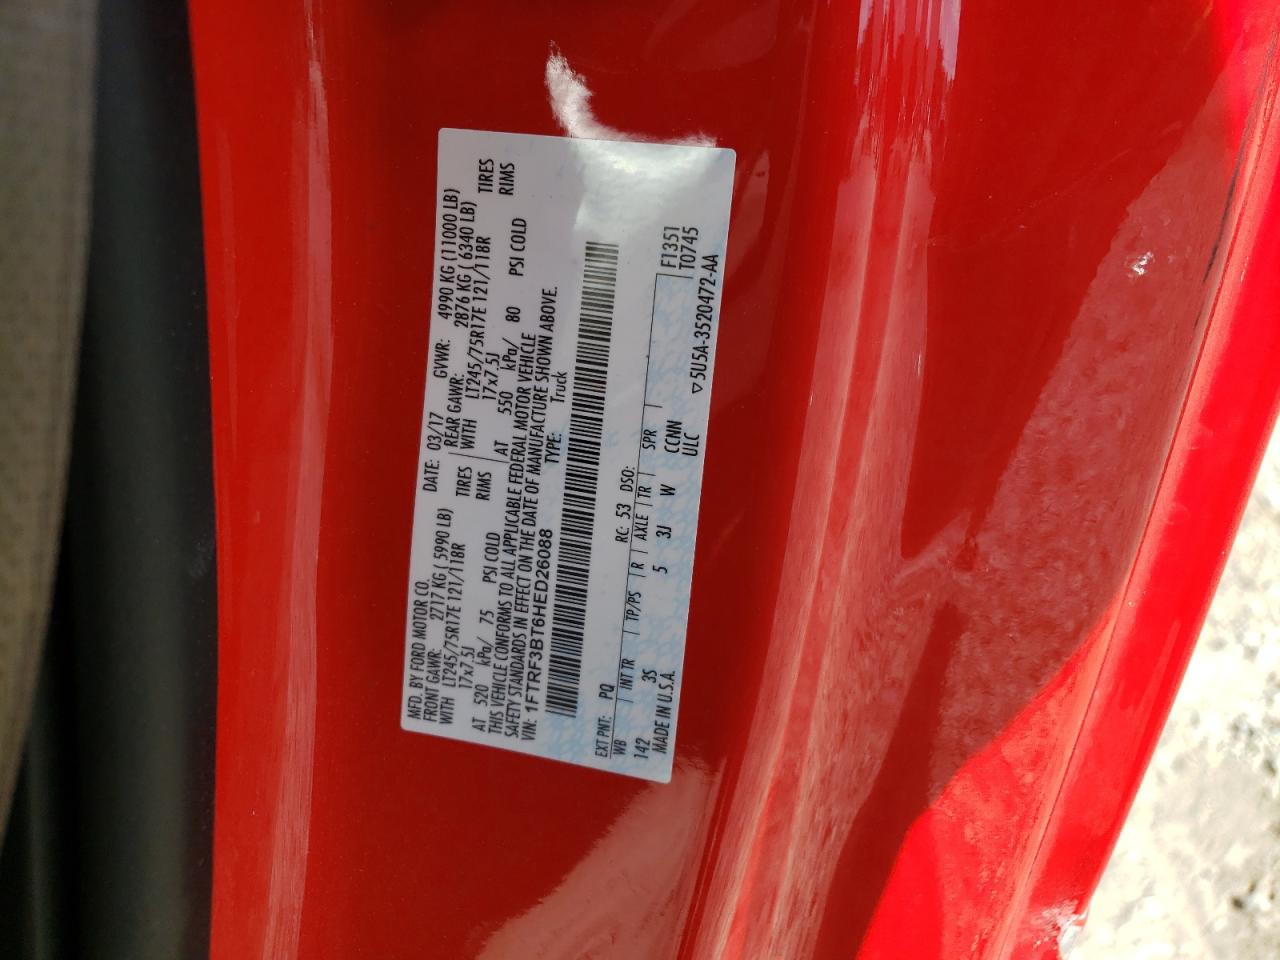 MFD. BY FORD MOTOR CO.
DATE: 03/17 GVWR: 4990 KG (11000 LB)
FRONT GAWR: 2717 KG ( 5990 LB) REAR GAWR: 2876 KG ( 6340 LB)
WITH LT245/75R17E 121/118R TIRES WITH LT245/75R17E 121/118R TIRES
17x7.5J RIMS 17x7.5J RIMS
AT 520 kPa/ 75 PSI COLD AT 550 kPa/ 80 PSI COLD
THIS VEHICLE CONFORMS TO ALL APPLICABLE FEDERAL MOTOR VEHICLE
SAFETY STANDARDS IN EFFECT ON THE DATE OF MANUFACTURE SHOWN ABOVE.
VIN: 1FTRF3BT6HED26088 TYPE: Truck
EXT PNT: PQ RC: 53 DSO:
WB INT TR TP/PS R AXLE TR SPR F1351
142 3S 5 3J W CCNN T0745
MADE IN U.S.A. ULC
▽5U5A-3520472-AA